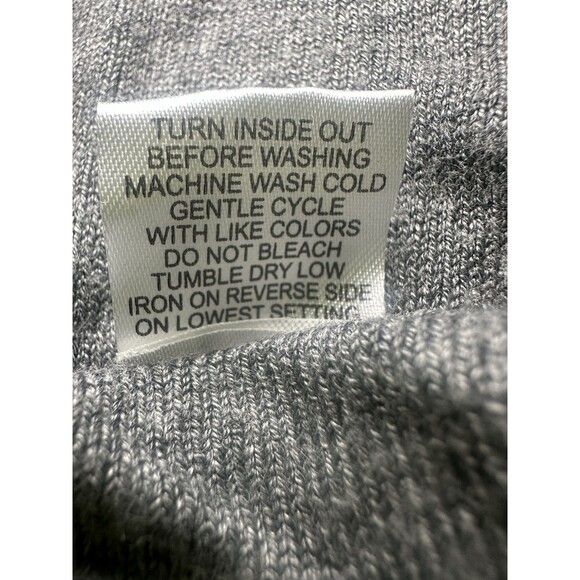 TURN INSIDE OUT
BEFORE WASHING
MACHINE WASH COLD
GENTLE CYCLE
WITH LIKE COLORS
DO NOT BLEACH
TUMBLE DRY LOW
IRON ON REVERSE SIDE
ON LOWEST SETTING